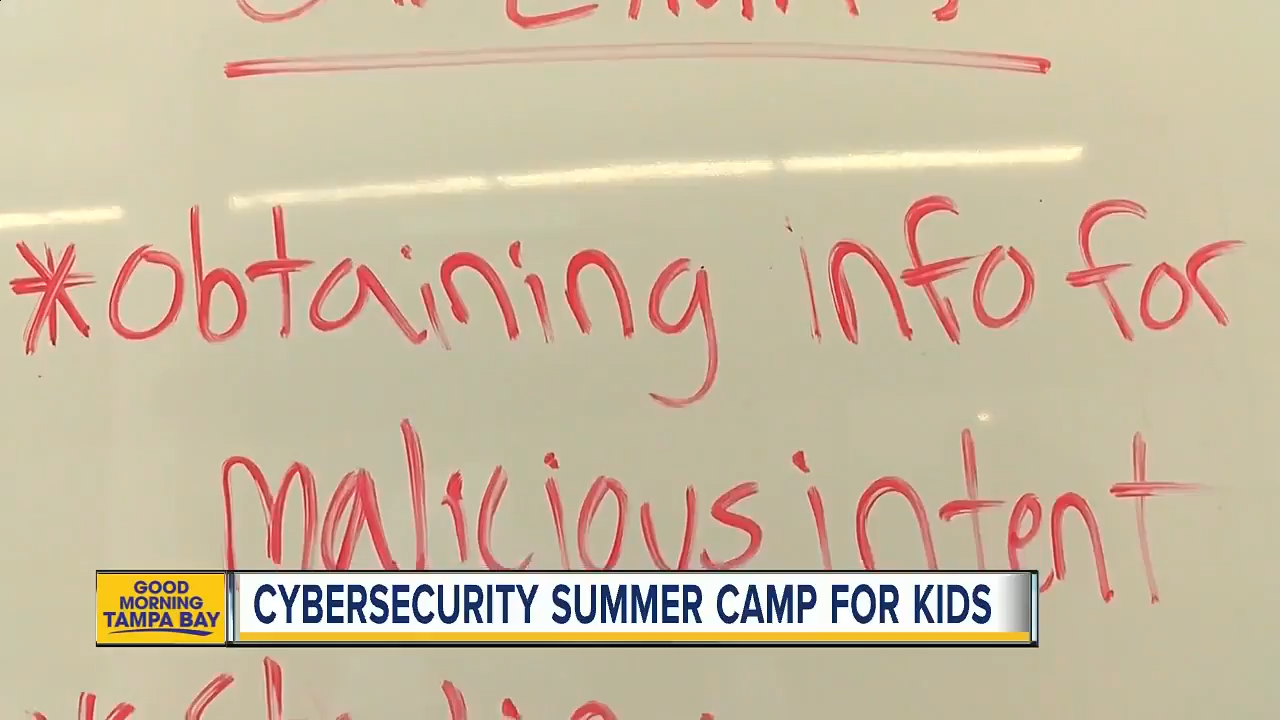 *obtaining info for
malicious intent
GOOD
MORNING
TAMPA BAY
CYBERSECURITY SUMMER CAMP FOR KIDS